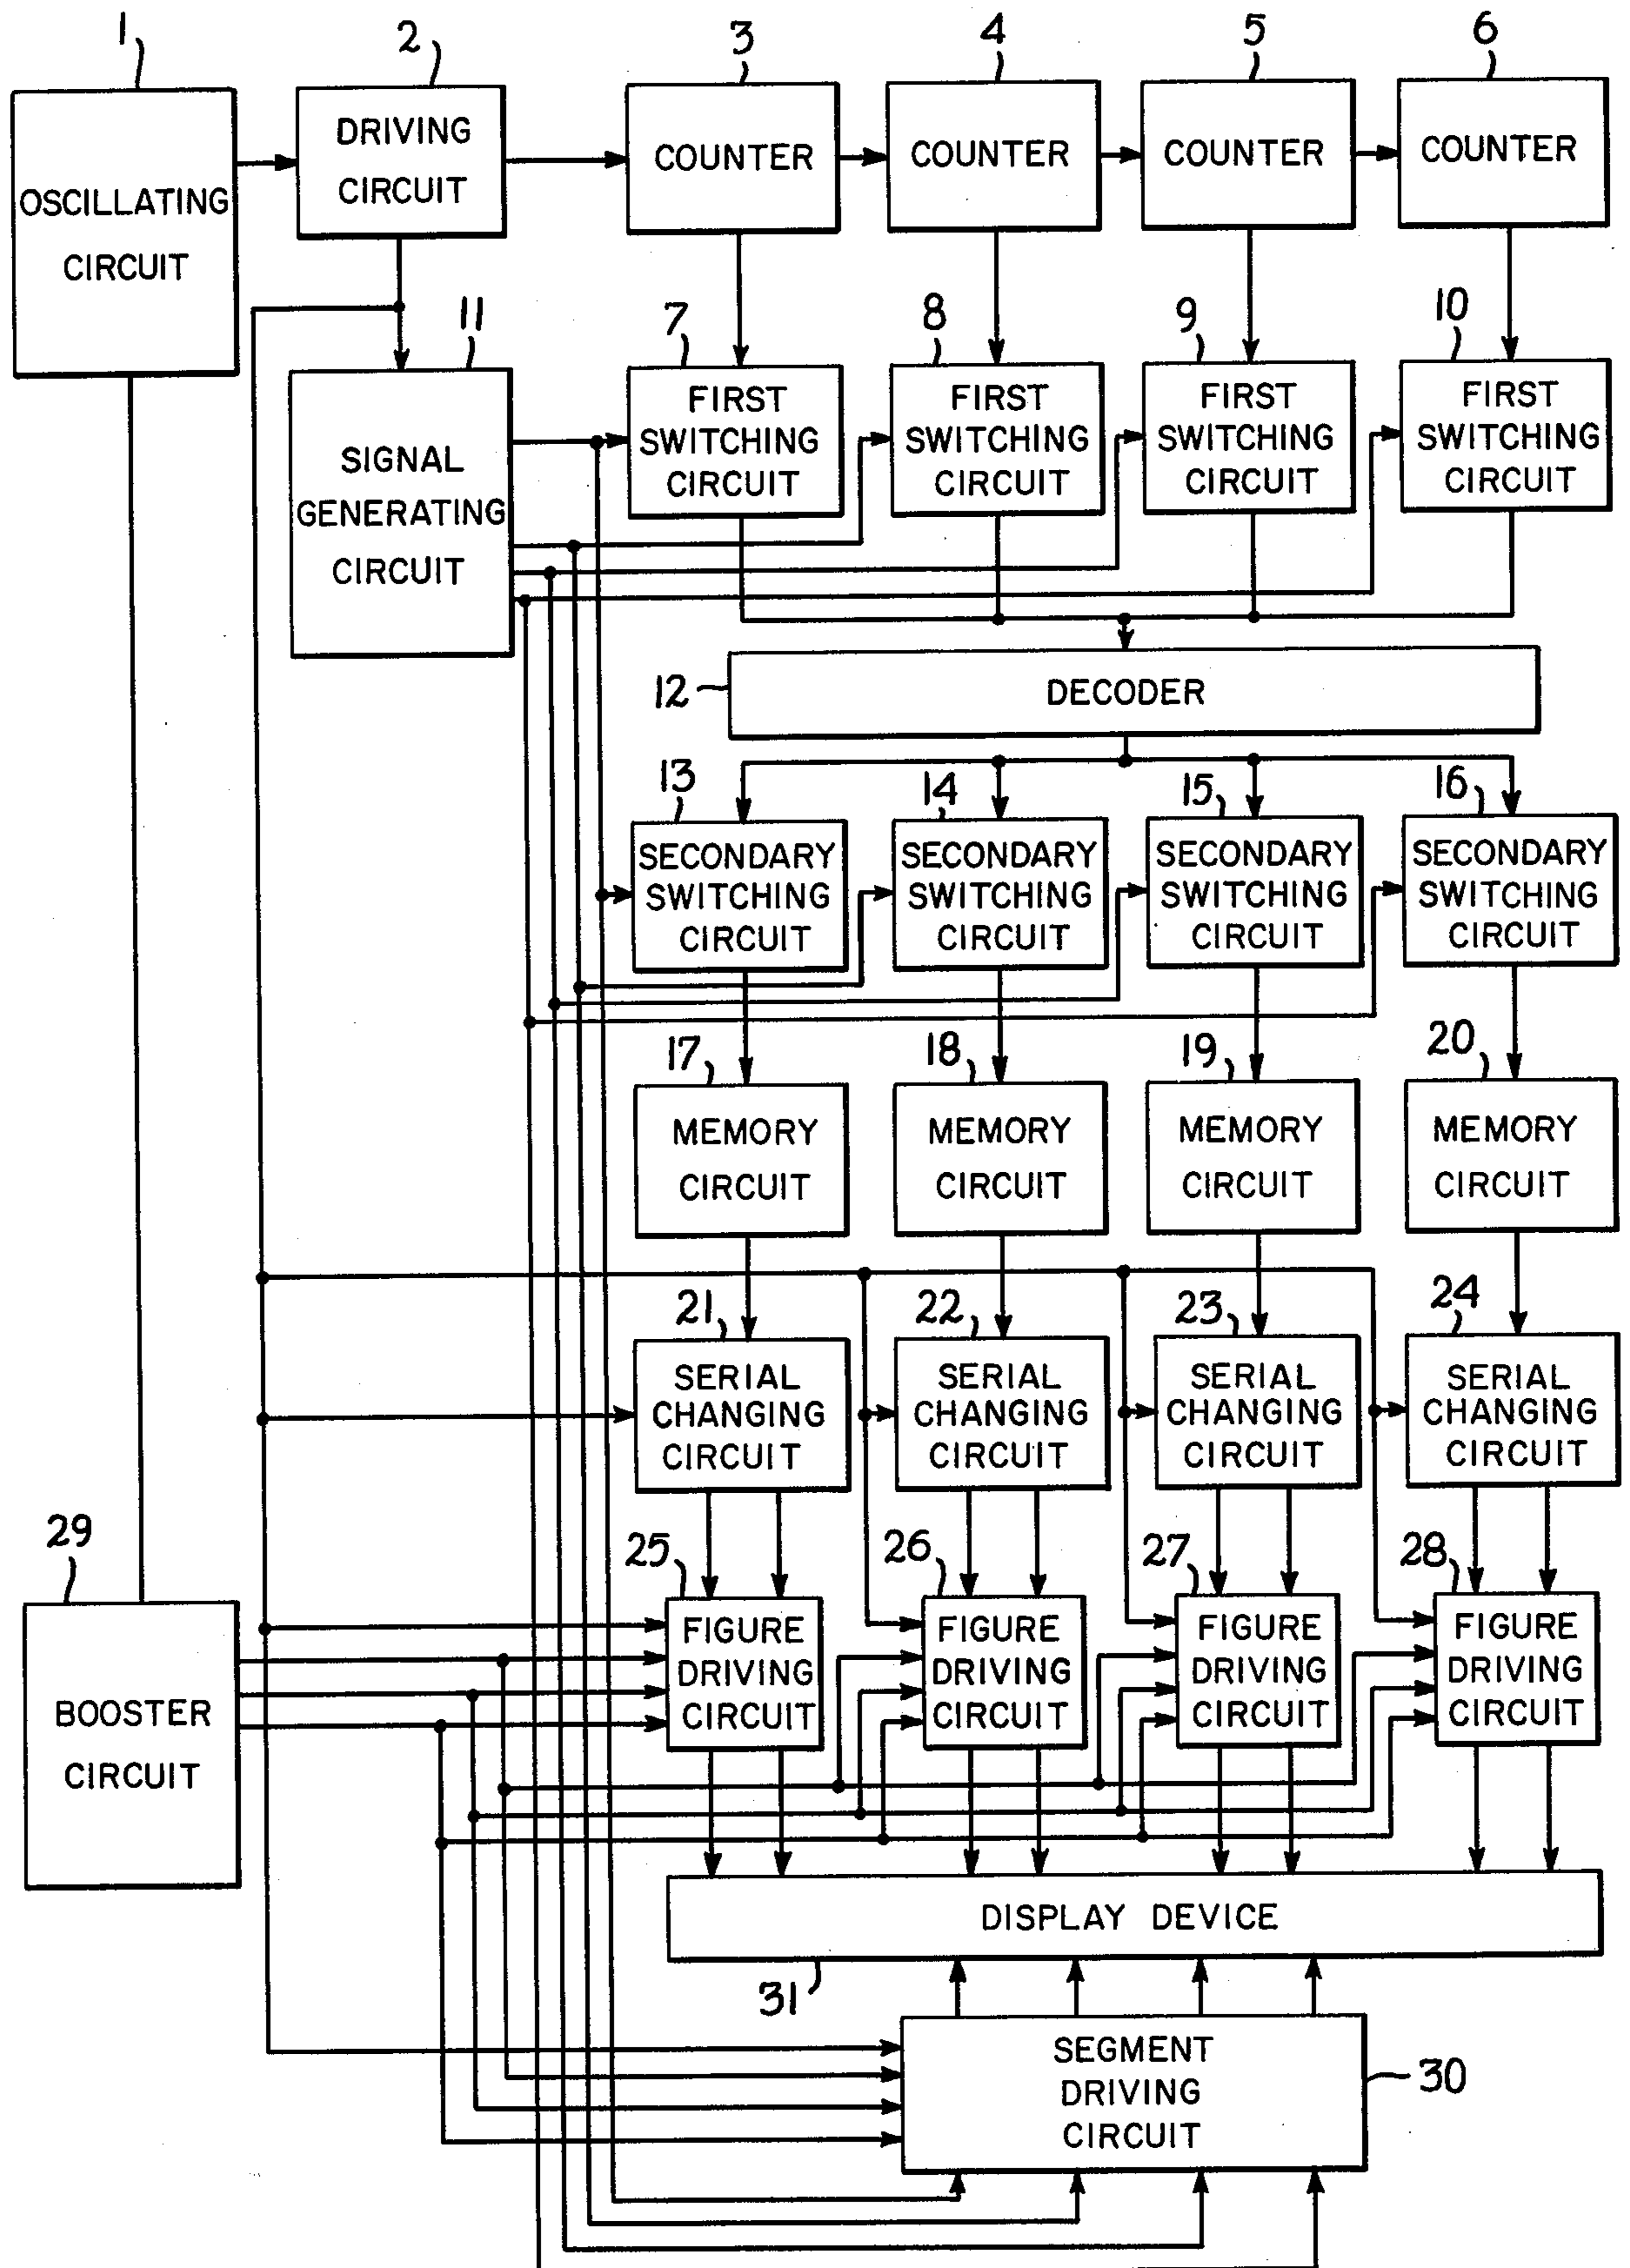 1
2
3
4
5
6
OSCILLATING
CIRCUIT
DRIVING
CIRCUIT
COUNTER
COUNTER
COUNTER
COUNTER
11
7
8
9
10
SIGNAL
GENERATING
CIRCUIT
FIRST
SWITCHING
CIRCUIT
FIRST
SWITCHING
CIRCUIT
FIRST
SWITCHING
CIRCUIT
FIRST
SWITCHING
CIRCUIT
12
DECODER
13
14
15
16
SECONDARY
SWITCHING
CIRCUIT
SECONDARY
SWITCHING
CIRCUIT
SECONDARY
SWITCHING
CIRCUIT
SECONDARY
SWITCHING
CIRCUIT
17
18
19
20
MEMORY
CIRCUIT
MEMORY
CIRCUIT
MEMORY
CIRCUIT
MEMORY
CIRCUIT
21
22
23
24
SERIAL
CHANGING
CIRCUIT
SERIAL
CHANGING
CIRCUIT
SERIAL
CHANGING
CIRCUIT
SERIAL
CHANGING
CIRCUIT
29
25
26
27
28
BOOSTER
CIRCUIT
FIGURE
DRIVING
CIRCUIT
FIGURE
DRIVING
CIRCUIT
FIGURE
DRIVING
CIRCUIT
FIGURE
DRIVING
CIRCUIT
DISPLAY DEVICE
31
SEGMENT
DRIVING
CIRCUIT
30